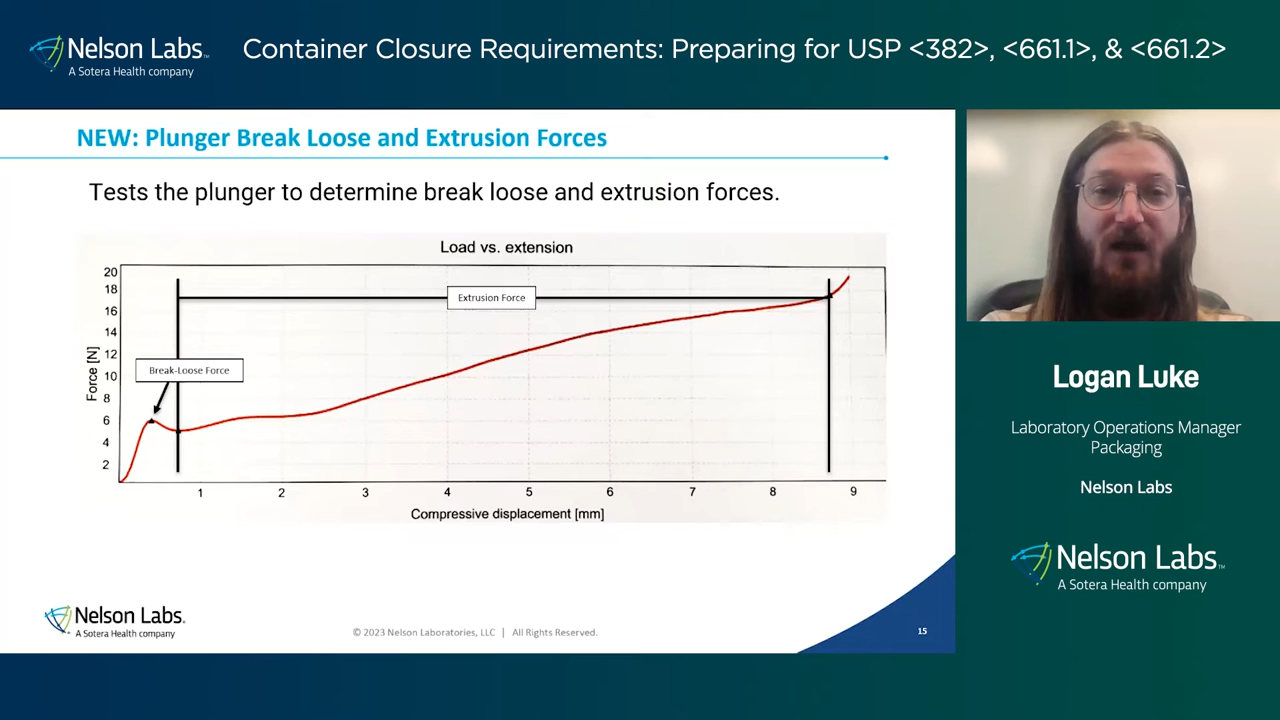 Nelson Labs™
A Sotera Health company
Container Closure Requirements: Preparing for USP <382>, <661.1>, & <661.2>
NEW: Plunger Break Loose and Extrusion Forces
Tests the plunger to determine break loose and extrusion forces.
Load vs. extension
20
18
16
14
12
10
8
6
4
2
Force [N]
Extrusion Force
Break-Loose Force
1 2 3 4 5 6 7 8 9
Compressive displacement [mm]
Nelson Labs.
A Sotera Health company
© 2023 Nelson Laboratories, LLC | All Rights Reserved.
15
Logan Luke
Laboratory Operations Manager
Packaging
Nelson Labs
Nelson Labs™
A Sotera Health company